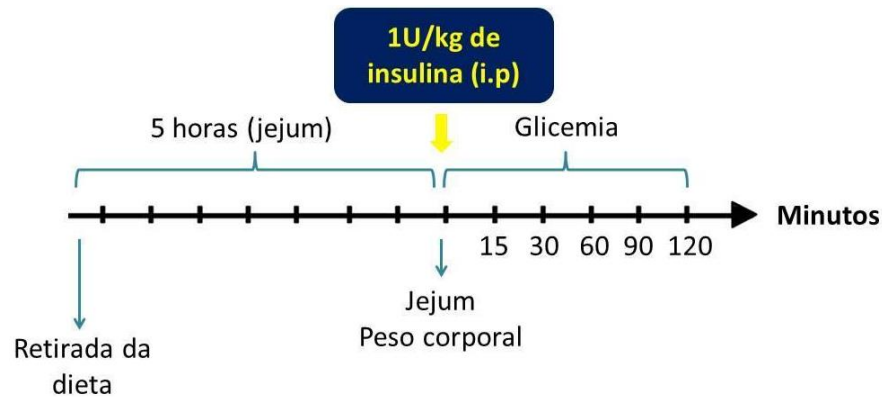 1U/kg de
insulina (i.p)
5 horas (jejum)
Glicemia
Minutos
15 30 60 90 120
Jejum
Peso corporal
Retirada da
dieta